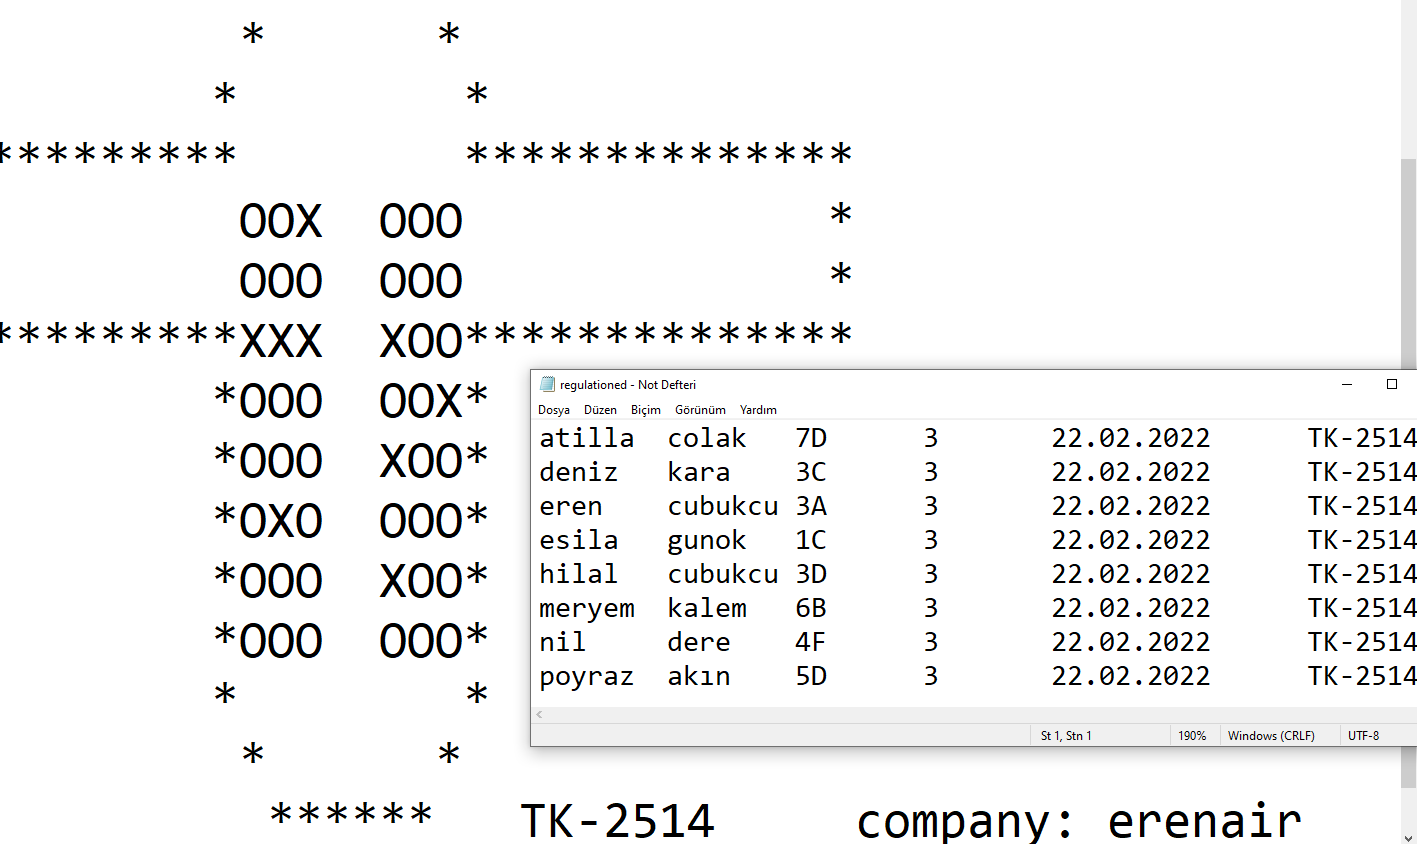 *      *
*        *
*********        **************
OOX  OOO             *
OOO  OOO             *
*********XXX  XOO**************
*OOO  OOX*
*OOO  XOO*
*OXO  OOO*
*OOO  XOO*
*OOO  OOO*
*        *
*      *
******   TK-2514     company: erenair
regulationed - Not Defteri
Dosya Düzen Biçim Görünüm Yardım
atilla  colak   7D      3       22.02.2022      TK-2514
deniz   kara    3C      3       22.02.2022      TK-2514
eren    cubukcu 3A      3       22.02.2022      TK-2514
esila   gunok   1C      3       22.02.2022      TK-2514
hilal   cubukcu 3D      3       22.02.2022      TK-2514
meryem  kalem   6B      3       22.02.2022      TK-2514
nil     dere    4F      3       22.02.2022      TK-2514
poyraz  akın    5D      3       22.02.2022      TK-2514
St 1, Stn 1 190% Windows (CRLF) UTF-8